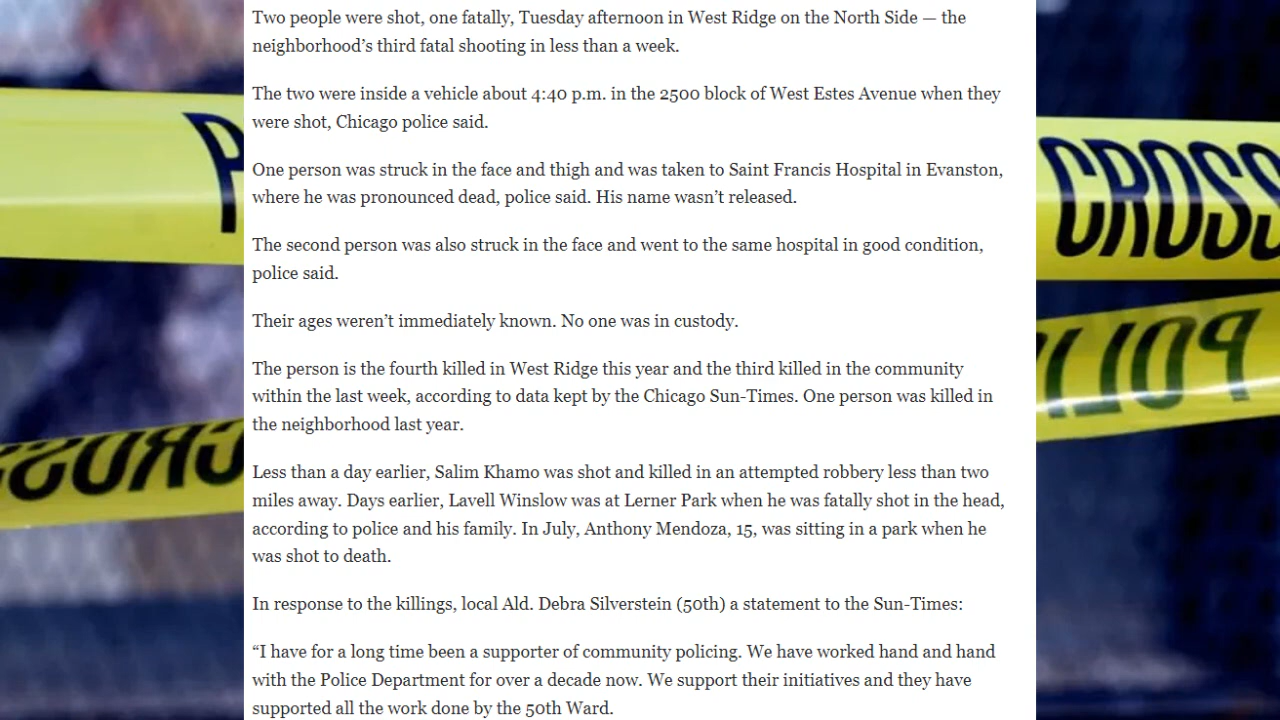 Two people were shot, one fatally, Tuesday afternoon in West Ridge on the North Side — the
neighborhood’s third fatal shooting in less than a week.
The two were inside a vehicle about 4:40 p.m. in the 2500 block of West Estes Avenue when they
were shot, Chicago police said.
One person was struck in the face and thigh and was taken to Saint Francis Hospital in Evanston,
where he was pronounced dead, police said. His name wasn’t released.
The second person was also struck in the face and went to the same hospital in good condition,
police said.
Their ages weren’t immediately known. No one was in custody.
The person is the fourth killed in West Ridge this year and the third killed in the community
within the last week, according to data kept by the Chicago Sun-Times. One person was killed in
the neighborhood last year.
Less than a day earlier, Salim Khamo was shot and killed in an attempted robbery less than two
miles away. Days earlier, Lavell Winslow was at Lerner Park when he was fatally shot in the head,
according to police and his family. In July, Anthony Mendoza, 15, was sitting in a park when he
was shot to death.
In response to the killings, local Ald. Debra Silverstein (50th) a statement to the Sun-Times:
“I have for a long time been a supporter of community policing. We have worked hand and hand
with the Police Department for over a decade now. We support their initiatives and they have
supported all the work done by the 50th Ward.
P
CROSS
CROSS
POLI